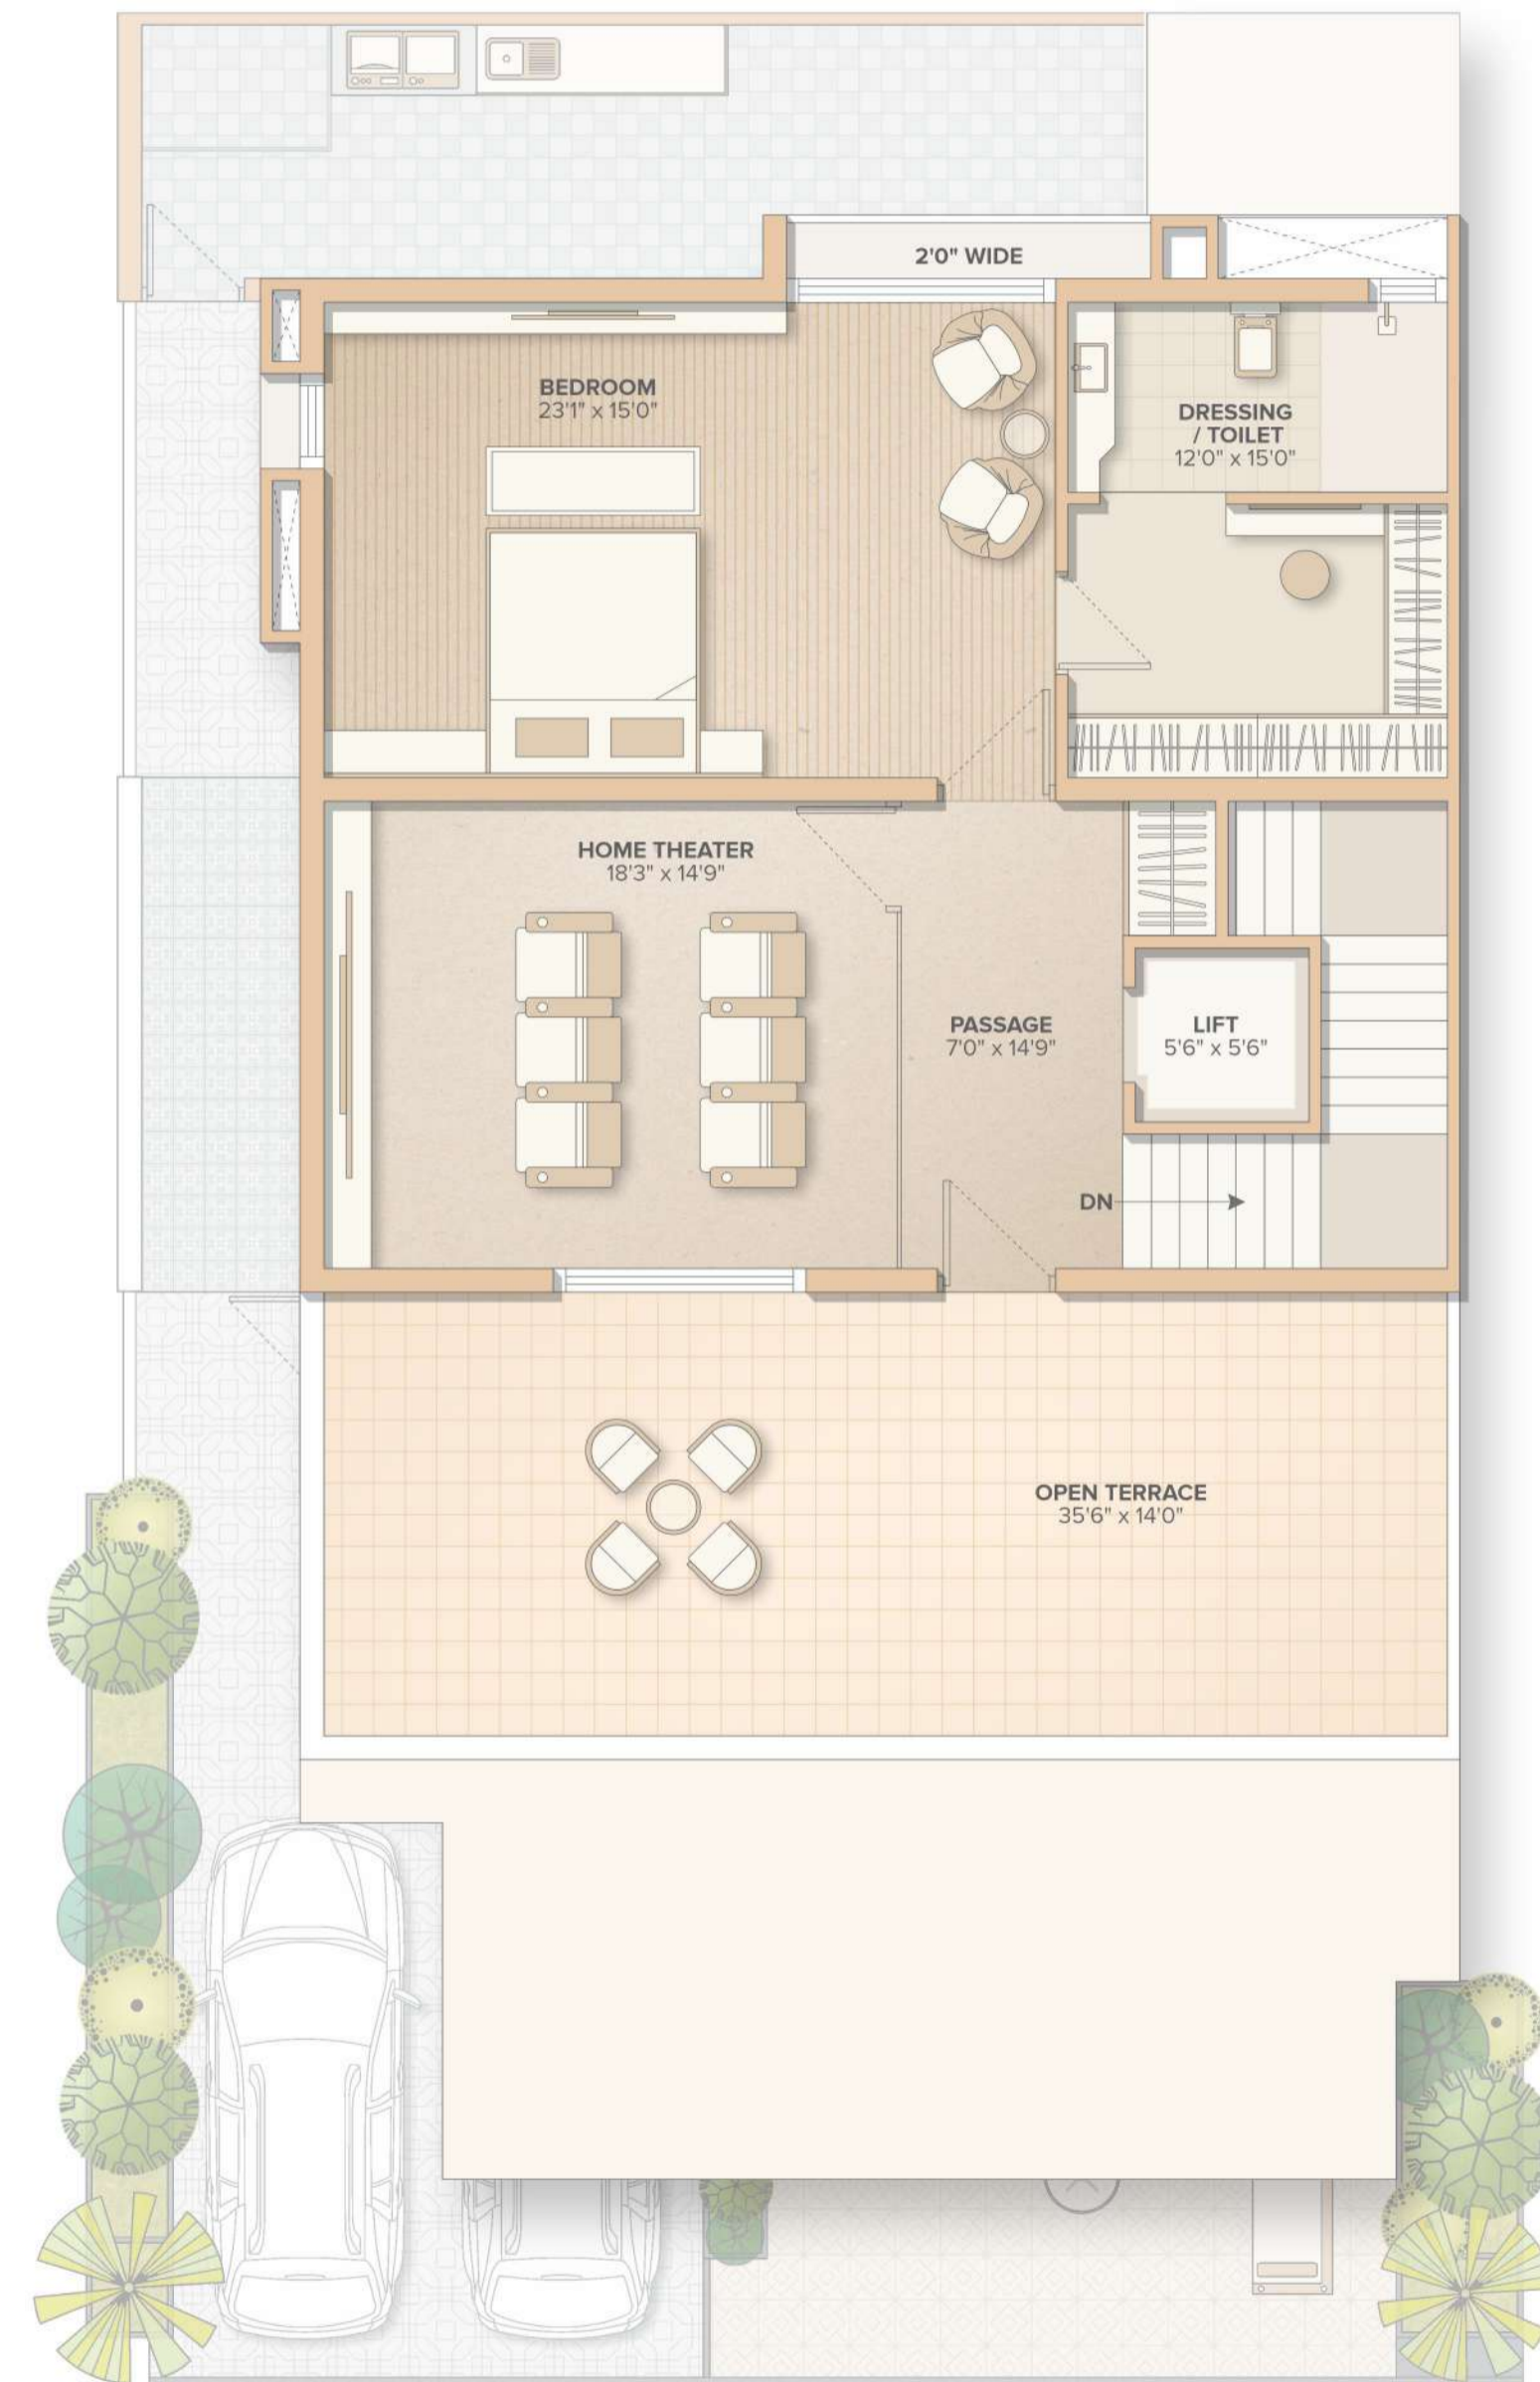 2'0" WIDE
BEDROOM
23'1" x 15'0"
DRESSING
/ TOILET
12'0" x 15'0"
HOME THEATER
18'3" x 14'9"
PASSAGE
7'0" x 14'9"
LIFT
5'6" x 5'6"
DN
OPEN TERRACE
35'6" x 14'0"